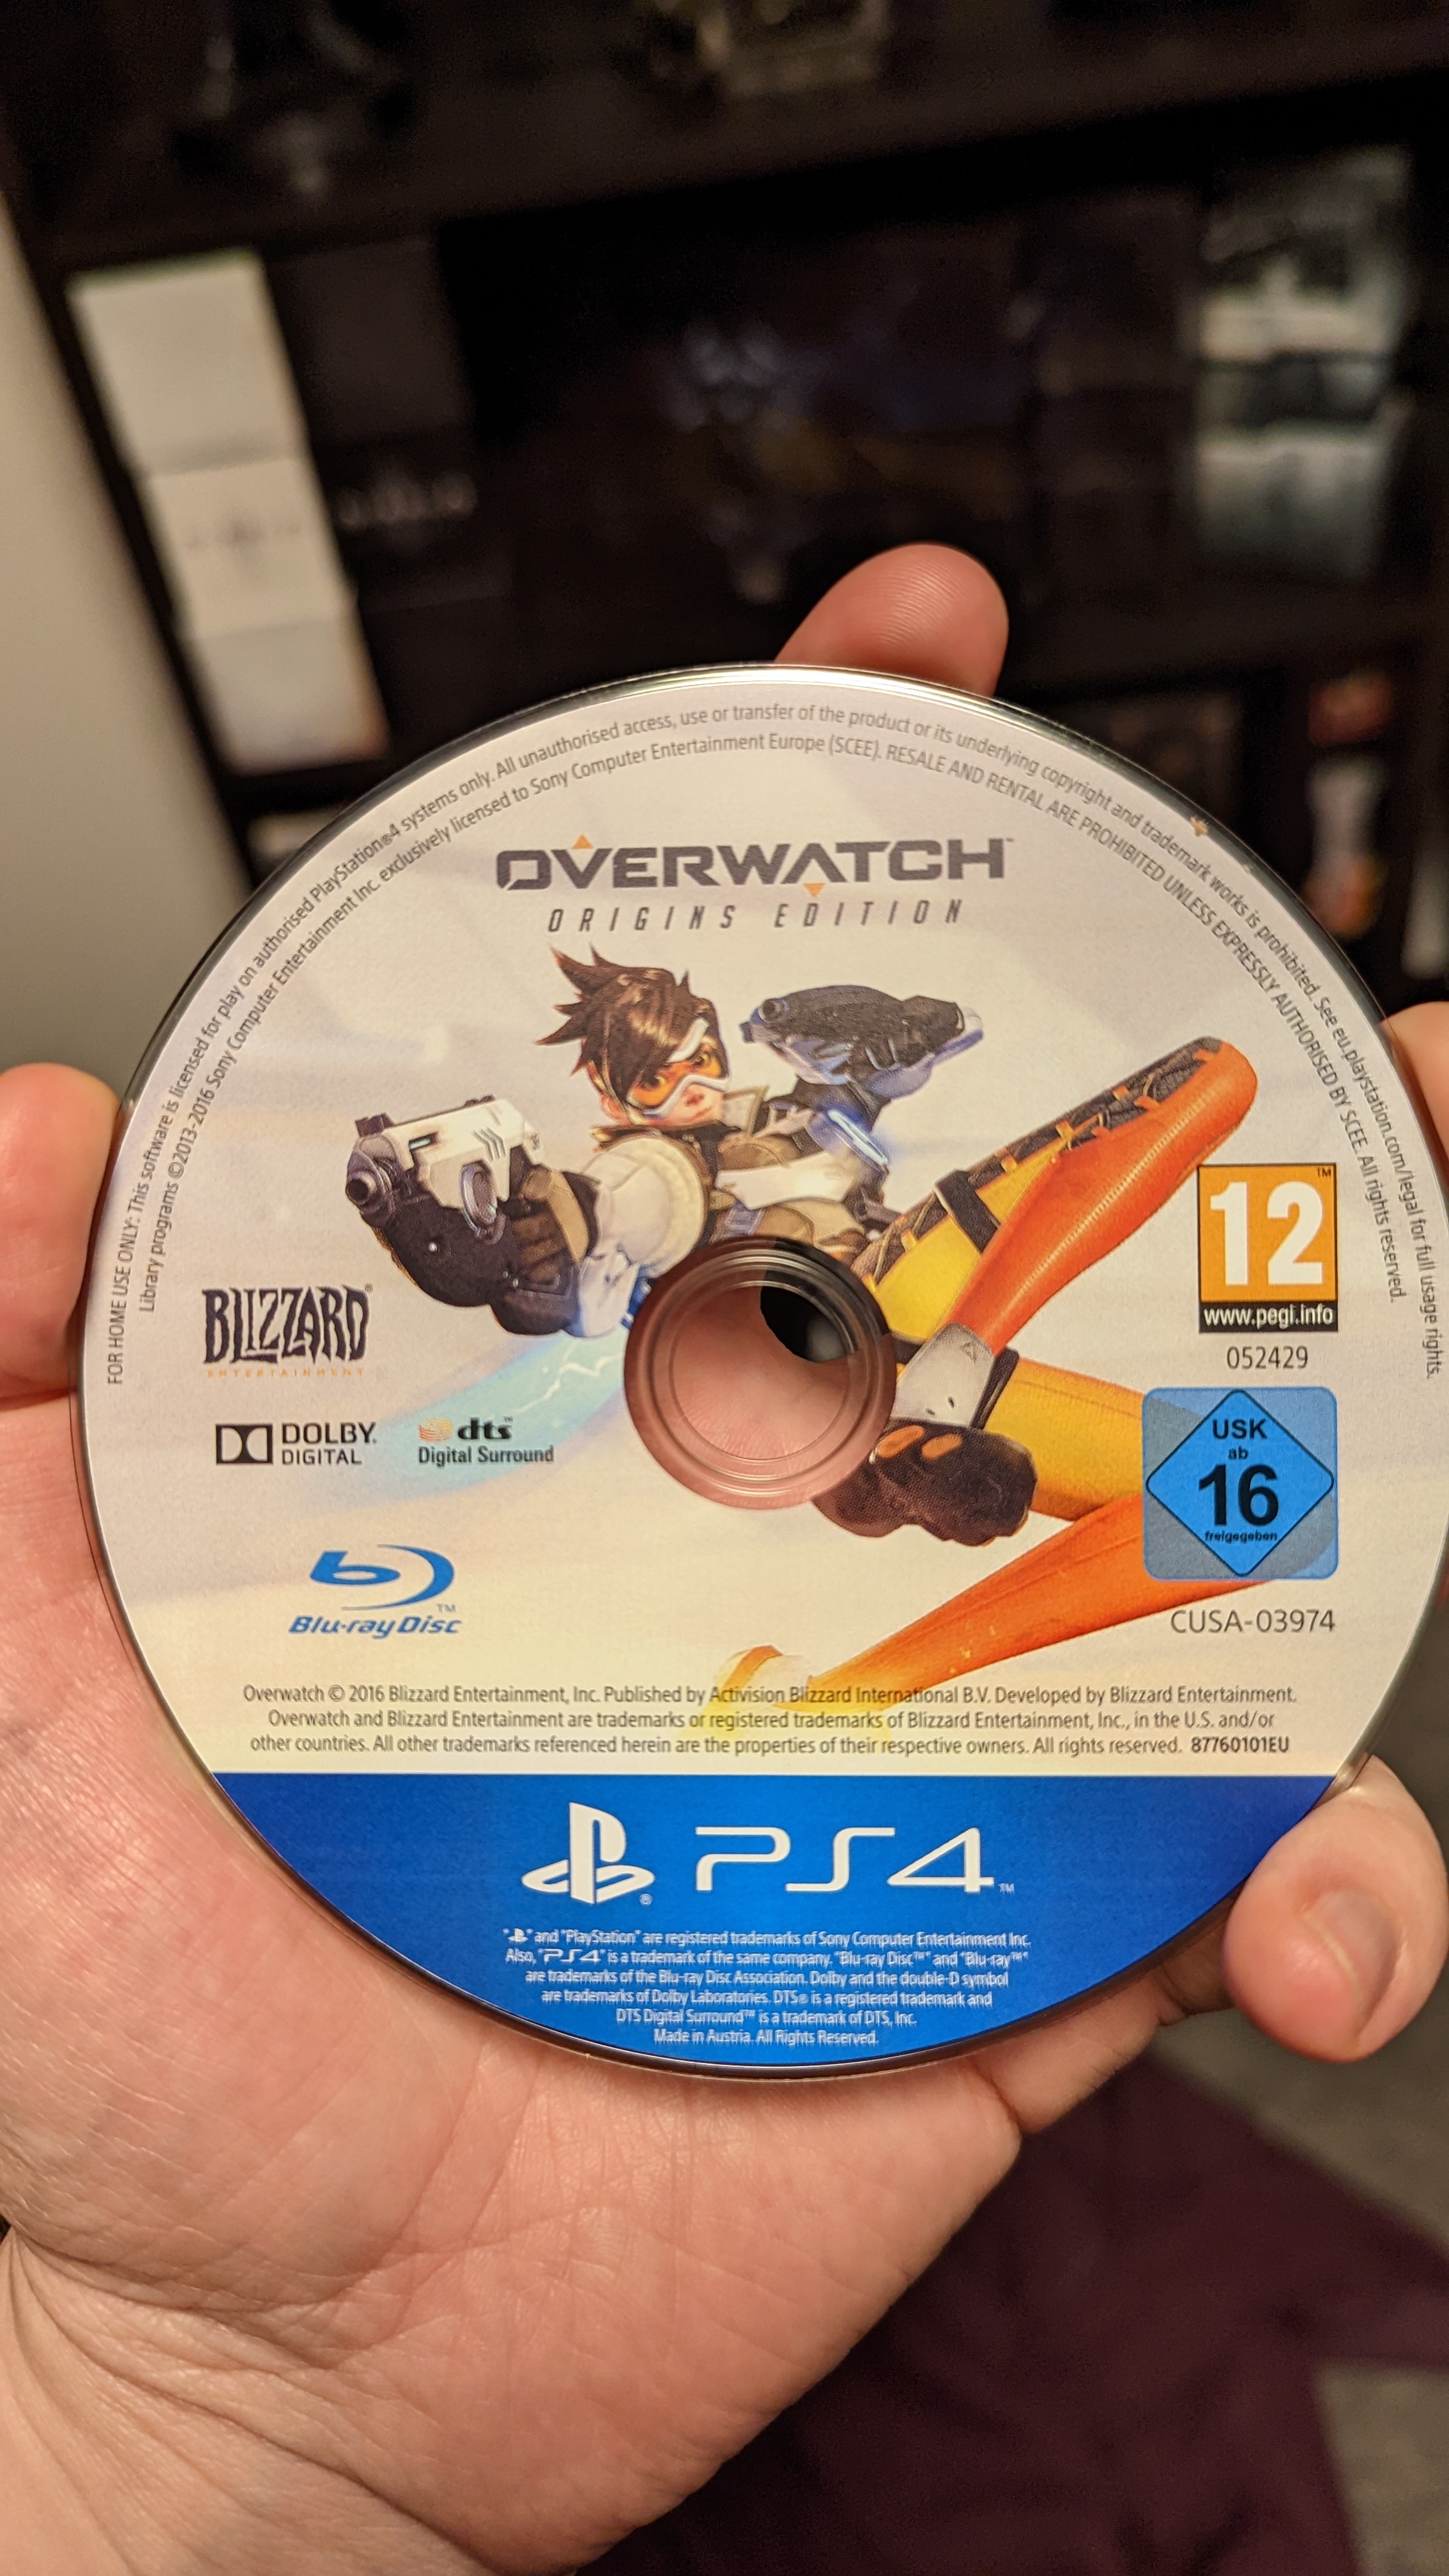 FOR HOME USE ONLY: This software is licensed for play on authorised PlayStation®4 systems only. All unauthorised access, use or transfer of the product or its underlying copyright and trademark works is prohibited. See eu.playstation.com/legal for full usage rights.
Library programs ©2013-2016 Sony Computer Entertainment Inc. exclusively licensed to Sony Computer Entertainment Europe (SCEE). RESALE AND RENTAL ARE PROHIBITED UNLESS EXPRESSLY AUTHORISED BY SCEE. All rights reserved.
OVERWATCH™
ORIGINS EDITION
12™
www.pegi.info
BLIZZARD®
ENTERTAINMENT
052429
DOLBY.
DIGITAL
dts™
Digital Surround
USK
ab
16
freigegeben
Blu-ray Disc™
CUSA-03974
Overwatch © 2016 Blizzard Entertainment, Inc. Published by Activision Blizzard International B.V. Developed by Blizzard Entertainment.
Overwatch and Blizzard Entertainment are trademarks or registered trademarks of Blizzard Entertainment, Inc., in the U.S. and/or
other countries. All other trademarks referenced herein are the properties of their respective owners. All rights reserved. 87760101EU
® PS4™
" " and "PlayStation" are registered trademarks of Sony Computer Entertainment Inc.
Also, "PS4" is a trademark of the same company. "Blu-ray Disc™" and "Blu-ray™"
are trademarks of the Blu-ray Disc Association. Dolby and the double-D symbol
are trademarks of Dolby Laboratories. DTS® is a registered trademark and
DTS Digital Surround™ is a trademark of DTS, Inc.
Made in Austria. All Rights Reserved.